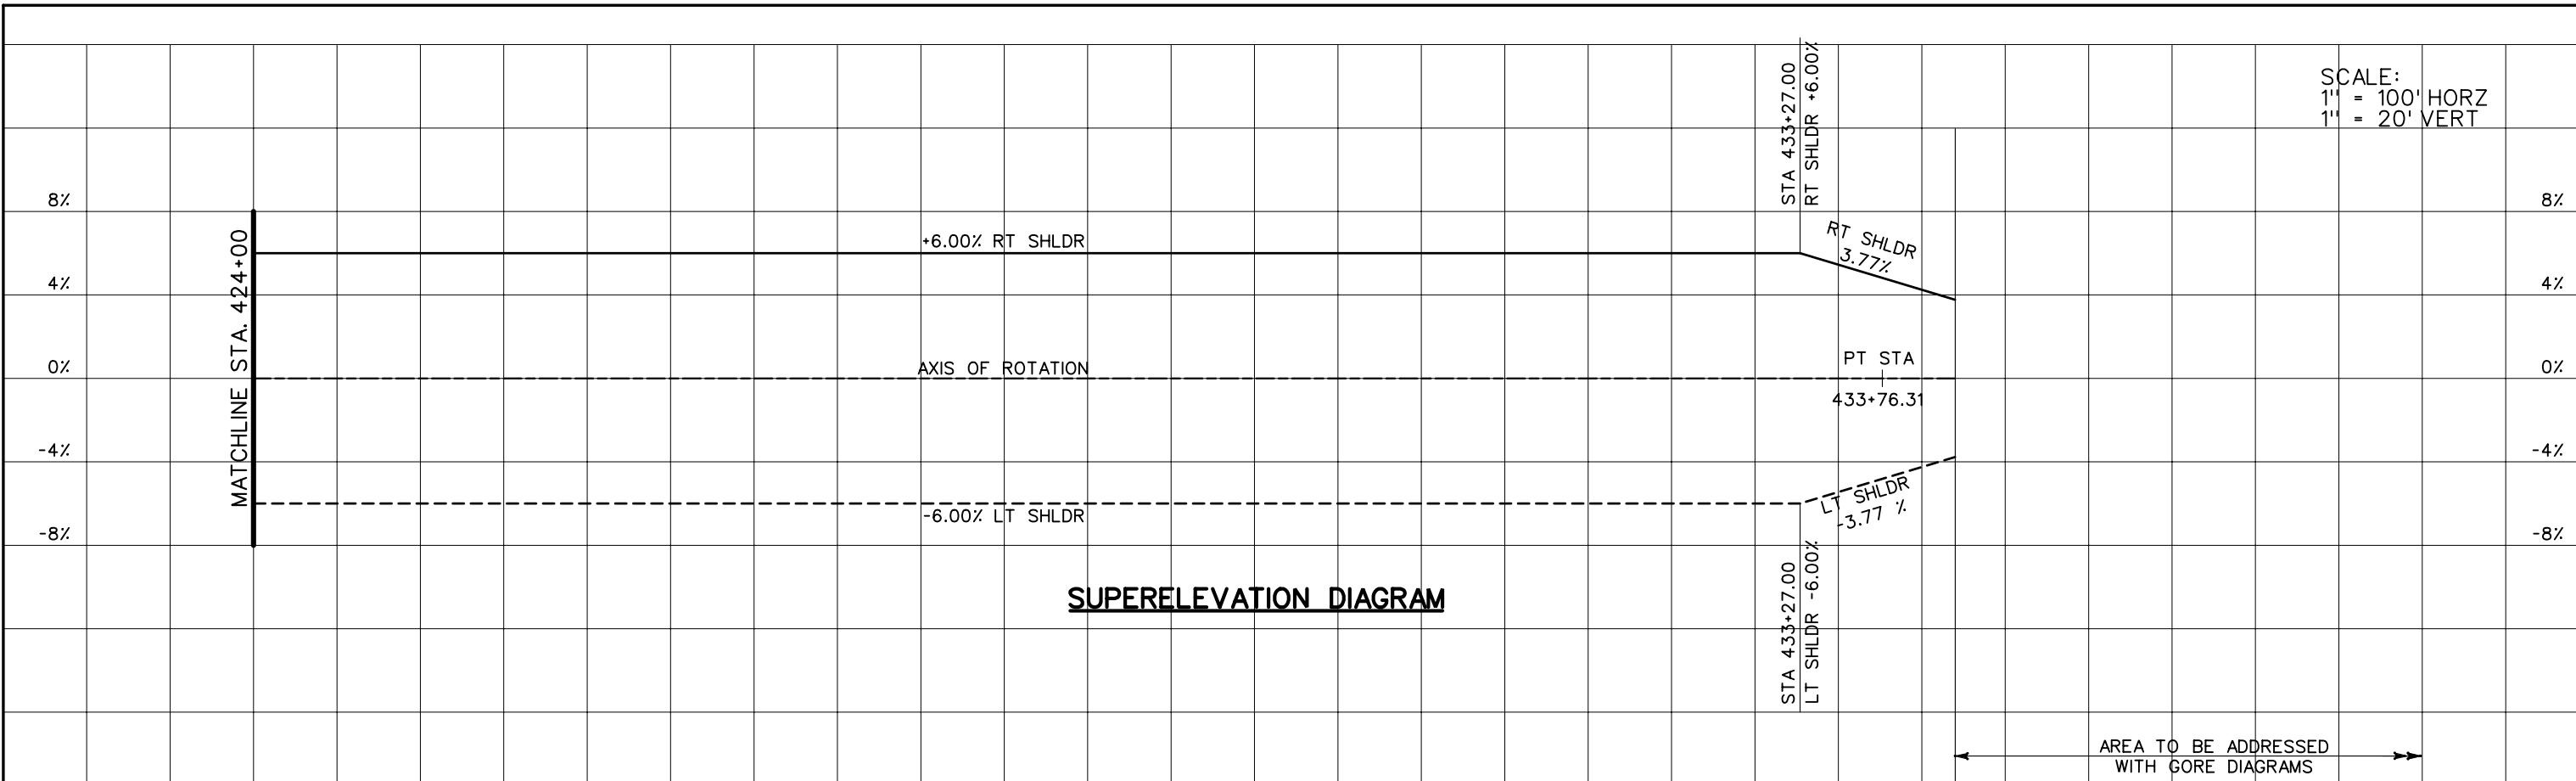 SCALE:
1" = 100' HORZ
1" = 20' VERT
STA 433+27.00
RT SHLDR +6.00%
8%
8%
+6.00% RT SHLDR
RT SHLDR
3.77%
4%
4%
MATCHLINE STA. 424+00
0%
AXIS OF ROTATION
PT STA
0%
433+76.31
-4%
-4%
LT SHLDR
-3.77 %
-6.00% LT SHLDR
-8%
-8%
STA 433+27.00
LT SHLDR -6.00%
SUPERELEVATION DIAGRAM
AREA TO BE ADDRESSED
WITH GORE DIAGRAMS